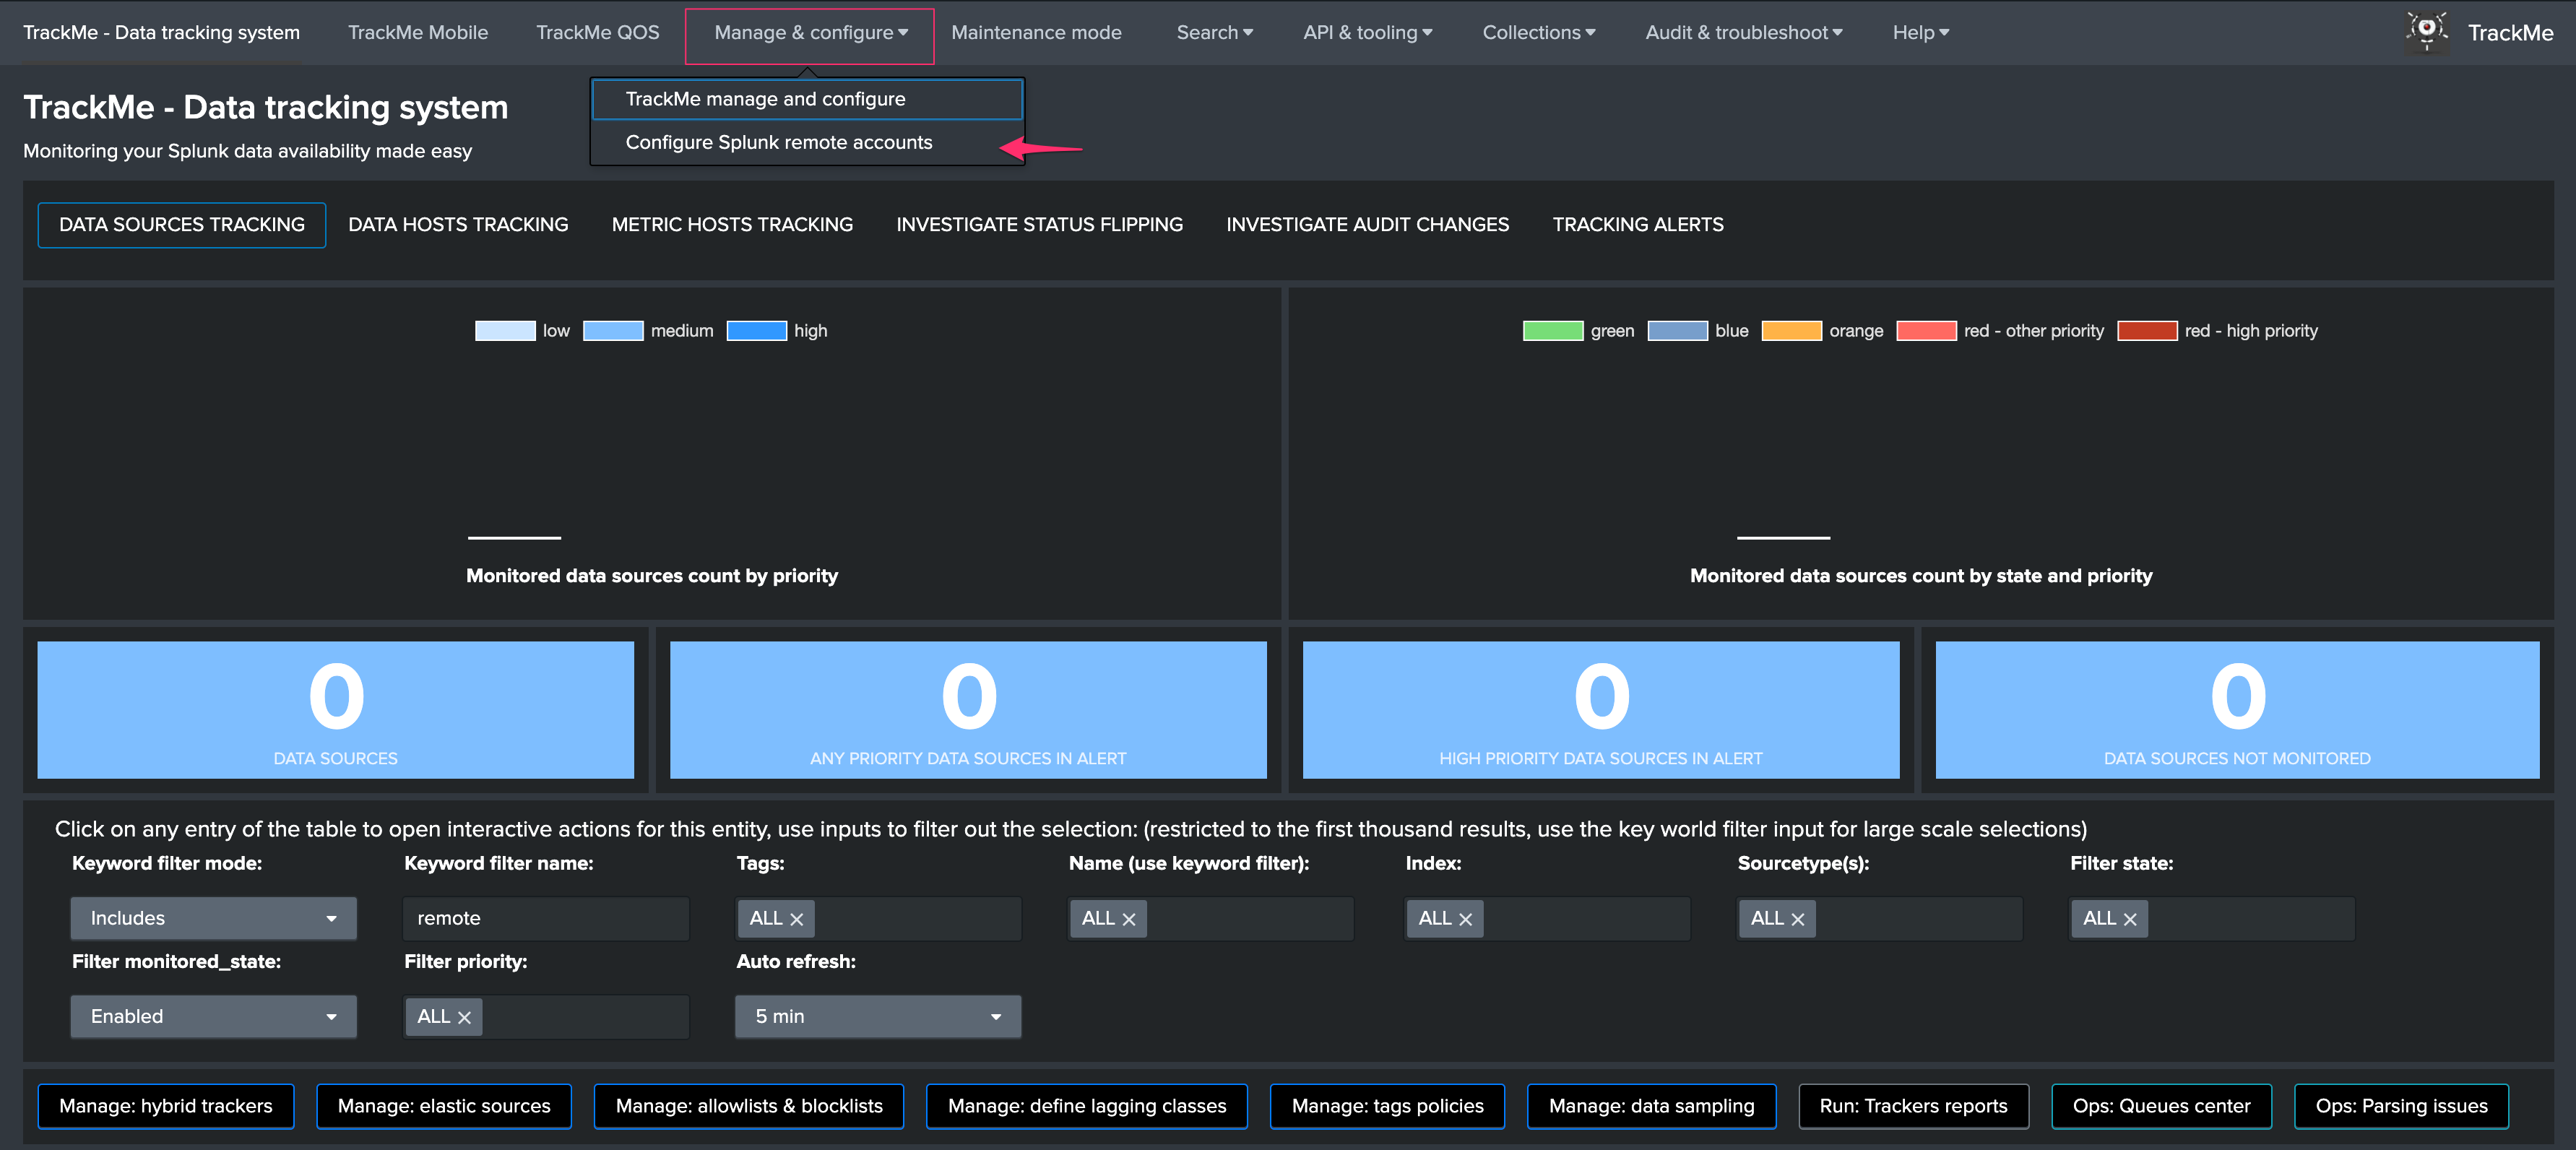 TrackMe - Data tracking system TrackMe Mobile TrackMe QOS Manage & configure Maintenance mode Search API & tooling Collections Audit & troubleshoot Help TrackMe
TrackMe manage and configure
Configure Splunk remote accounts
TrackMe - Data tracking system
Monitoring your Splunk data availability made easy
DATA SOURCES TRACKING DATA HOSTS TRACKING METRIC HOSTS TRACKING INVESTIGATE STATUS FLIPPING INVESTIGATE AUDIT CHANGES TRACKING ALERTS
low medium high
Monitored data sources count by priority
green blue orange red - other priority red - high priority
Monitored data sources count by state and priority
0
DATA SOURCES
0
ANY PRIORITY DATA SOURCES IN ALERT
0
HIGH PRIORITY DATA SOURCES IN ALERT
0
DATA SOURCES NOT MONITORED
Click on any entry of the table to open interactive actions for this entity, use inputs to filter out the selection: (restricted to the first thousand results, use the key world filter input for large scale selections)
Keyword filter mode: Keyword filter name: Tags: Name (use keyword filter): Index: Sourcetype(s): Filter state:
Includes remote ALL ALL ALL ALL ALL
Filter monitored_state: Filter priority: Auto refresh:
Enabled ALL 5 min
Manage: hybrid trackers Manage: elastic sources Manage: allowlists & blocklists Manage: define lagging classes Manage: tags policies Manage: data sampling Run: Trackers reports Ops: Queues center Ops: Parsing issues